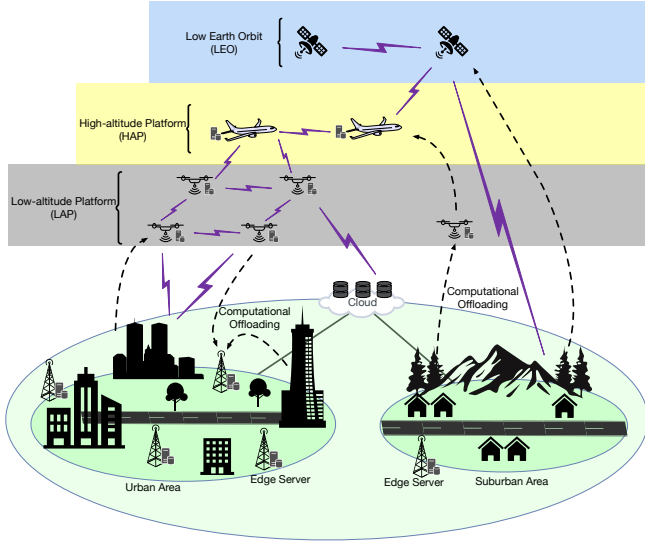 Low Earth Orbit
(LEO)
High-altitude Platform
(HAP)
Low-altitude Platform
(LAP)
Cloud
Computational
Offloading
Computational
Offloading
Urban Area
Edge Server
Edge Server
Suburban Area